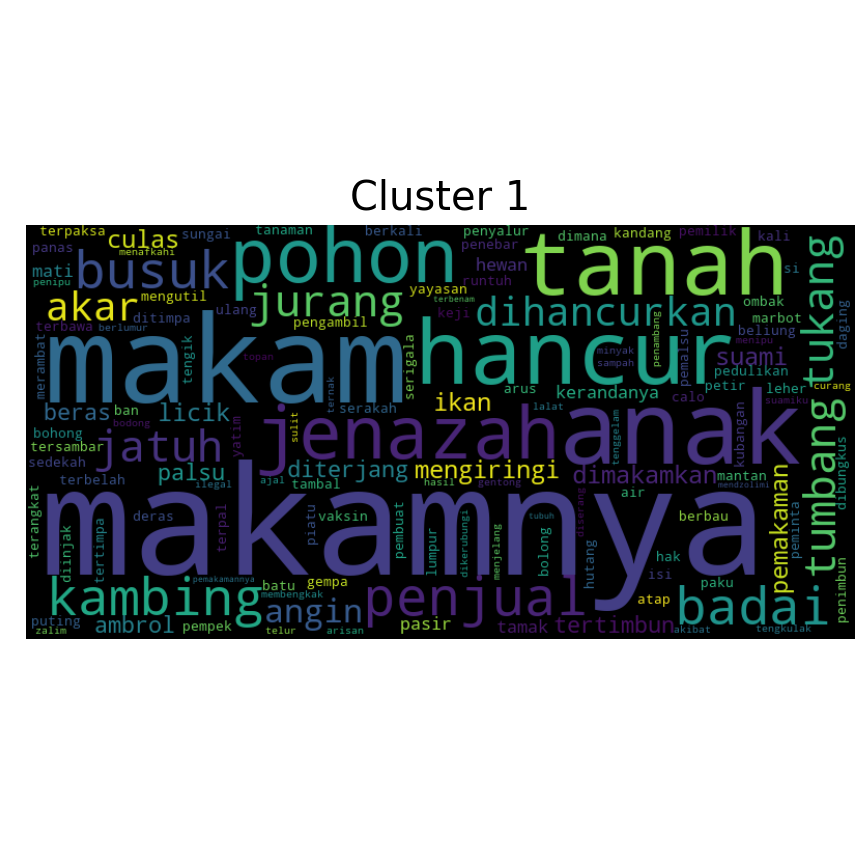 Cluster 1
terpaksa
culas
sungai
tanaman
berkali
penyalur
dimana
kandang
pemilik
kali
panas
menafkahi
busuk
pohon
penebar
tanah
mati
penipu
hewan
si
tukang
runtuh
yayasan
akar
mengutil
jurang
terbenam
ombak
terbawa
berlumur
ditimpa
ulang
pengambil
keji
dihancurkan
marbot
beliung
daging
merambat
makam
tengik
topan
serigala
hancur
minyak
sampah
penambang
pemalsu
menipu
suami
pedulikan
petir
leher
curang
calo
suamiku
arus
kerandanya
ternak
beras
ban
licik
serakah
ikan
lalat
bohong
bodong
yatim
sulit
jenazah
anak
tenggelam
kubangan
tersambar
jatuh
tumbang
sedekah
terbelah
palsu
diterjang
mengiringi
dimakamkan
mantan
dibungkus
ilegal
ajal
tambal
hasil
gentong
air
mendzolimi
pemakaman
terangkat
makamnya
deras
terpal
piatu
vaksin
pembuat
diserang
berbau
peminta
tubuh
diinjak
tertimpa
lumpur
dikerubungi
menjelang
bolong
hutang
hak
isi
pemakamannya
batu
gempa
paku
penimbun
kambing
membengkak
angin
penjual
atap
badai
puting
ambrol
pempek
pasir
tamak
tertimbun
zalim
telur
arisan
akibat
tengkulak